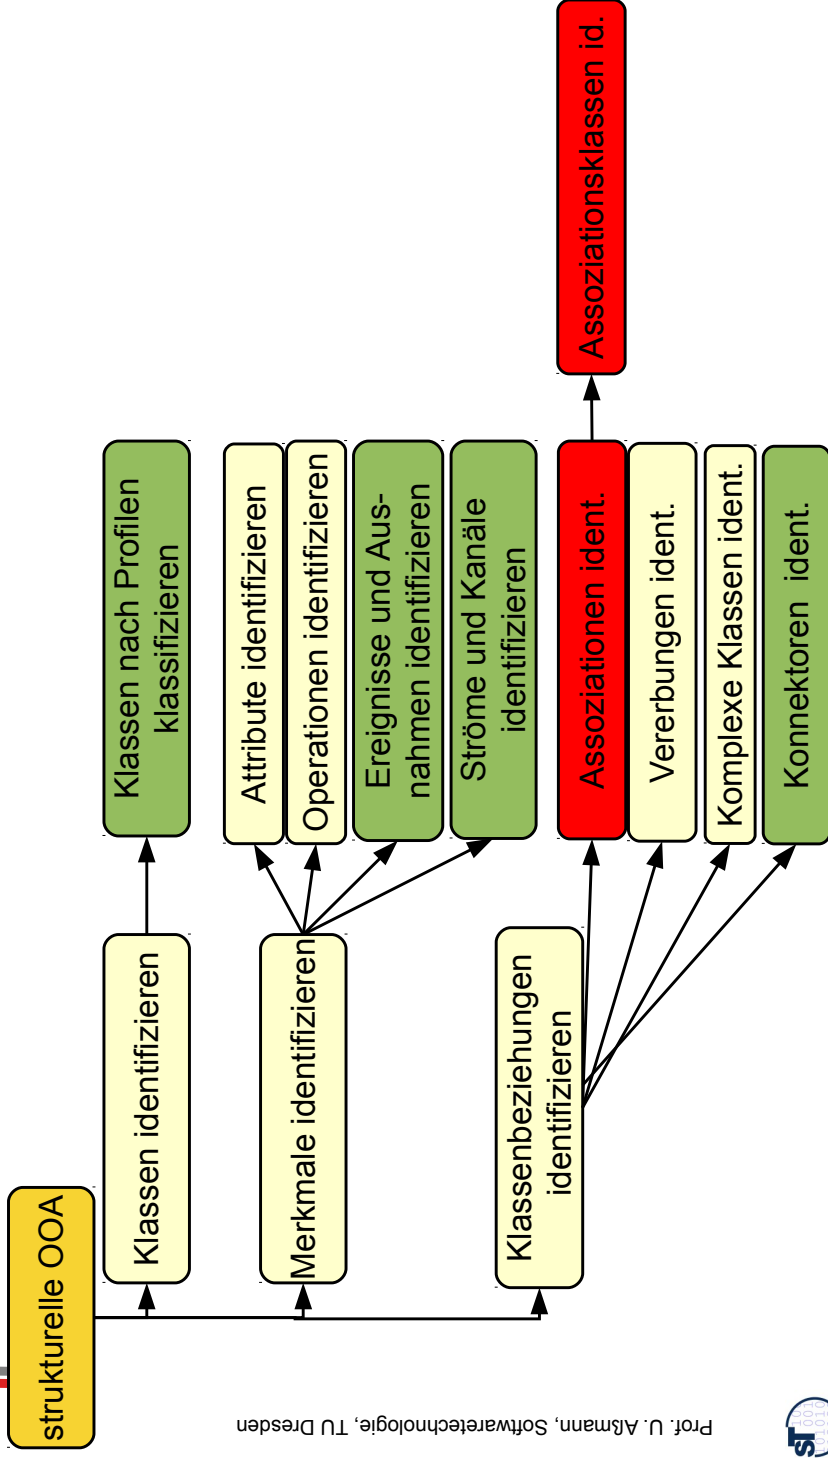 strukturelle OOA
Klassen identifizieren
Klassen nach Profilen
klassifizieren
Merkmale identifizieren
Attribute identifizieren
Operationen identifizieren
Ereignisse und Aus-
nahmen identifizieren
Ströme und Kanäle
identifizieren
Klassenbeziehungen
identifizieren
Assoziationen ident.
Assoziationsklassen id.
Vererbungen ident.
Komplexe Klassen ident.
Konnektoren ident.
Prof. U. Aßmann, Softwaretechnologie, TU Dresden
ST